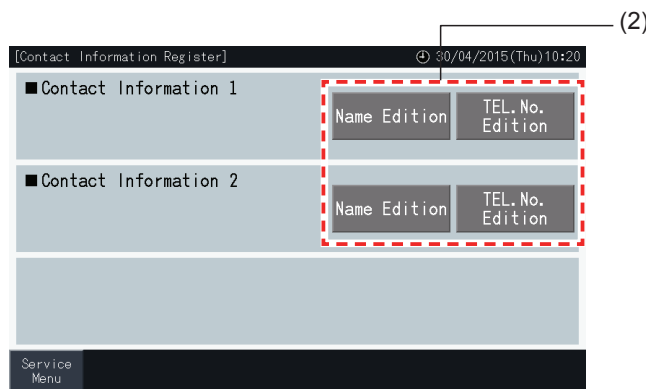 (2)
[Contact Information Register] 30/04/2015(Thu)10:20
■Contact Information 1
Name Edition
TEL.No.
Edition
■Contact Information 2
Name Edition
TEL.No.
Edition
Service
Menu